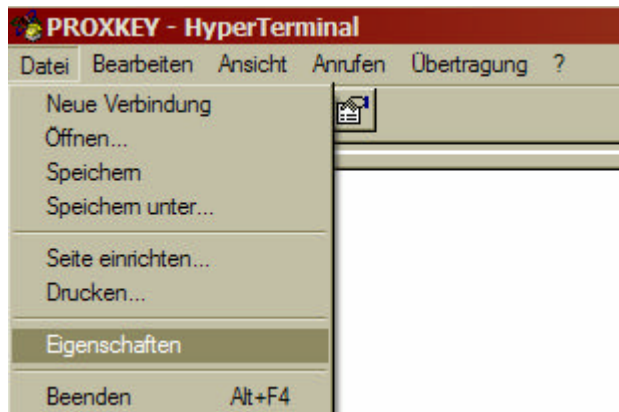 PROXKEY - HyperTerminal
Datei Bearbeiten Ansicht Anrufen Übertragung ?
Neue Verbindung
Öffnen...
Speichern
Speichern unter...
Seite einrichten...
Drucken...
Eigenschaften
Beenden Alt+F4